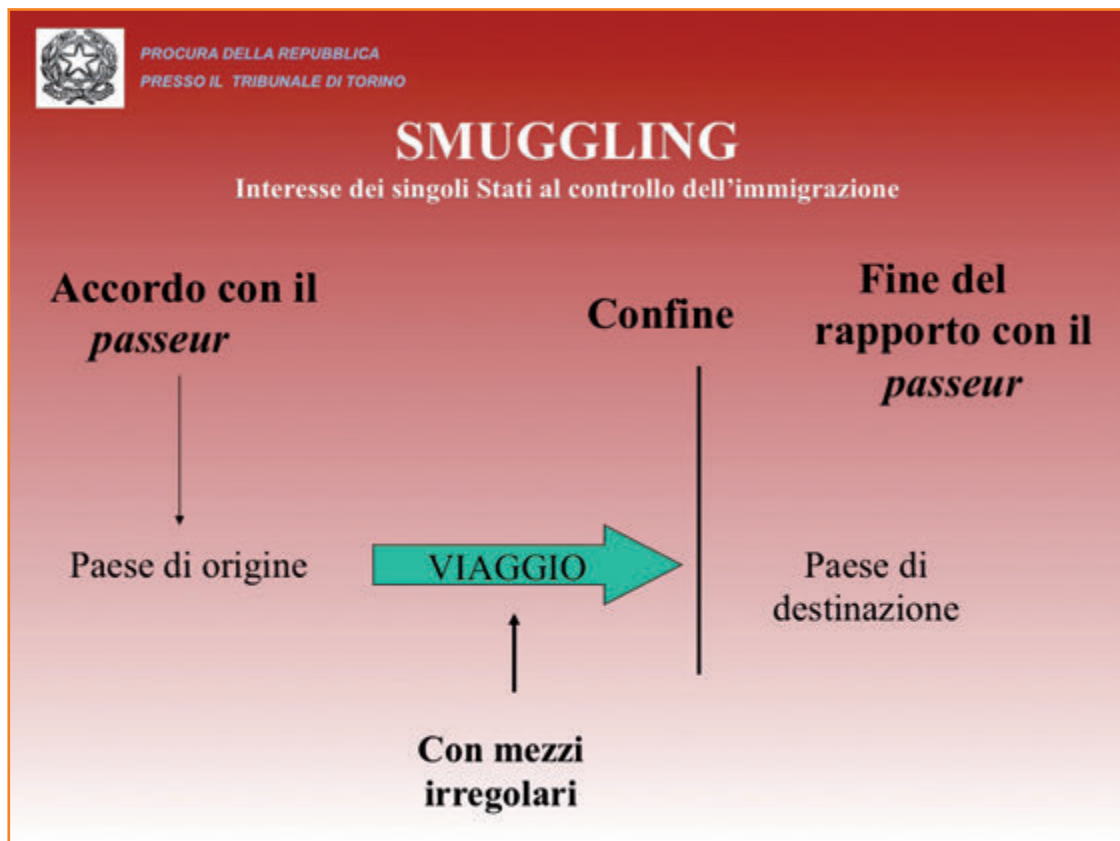 PROCURA DELLA REPUBBLICA
PRESSO IL TRIBUNALE DI TORINO
SMUGGLING
Interesse dei singoli Stati al controllo dell'immigrazione
Accordo con il
passeur
Confine
Fine del
rapporto con il
passeur
Paese di origine
VIAGGIO
Paese di
destinazione
Con mezzi
irregolari